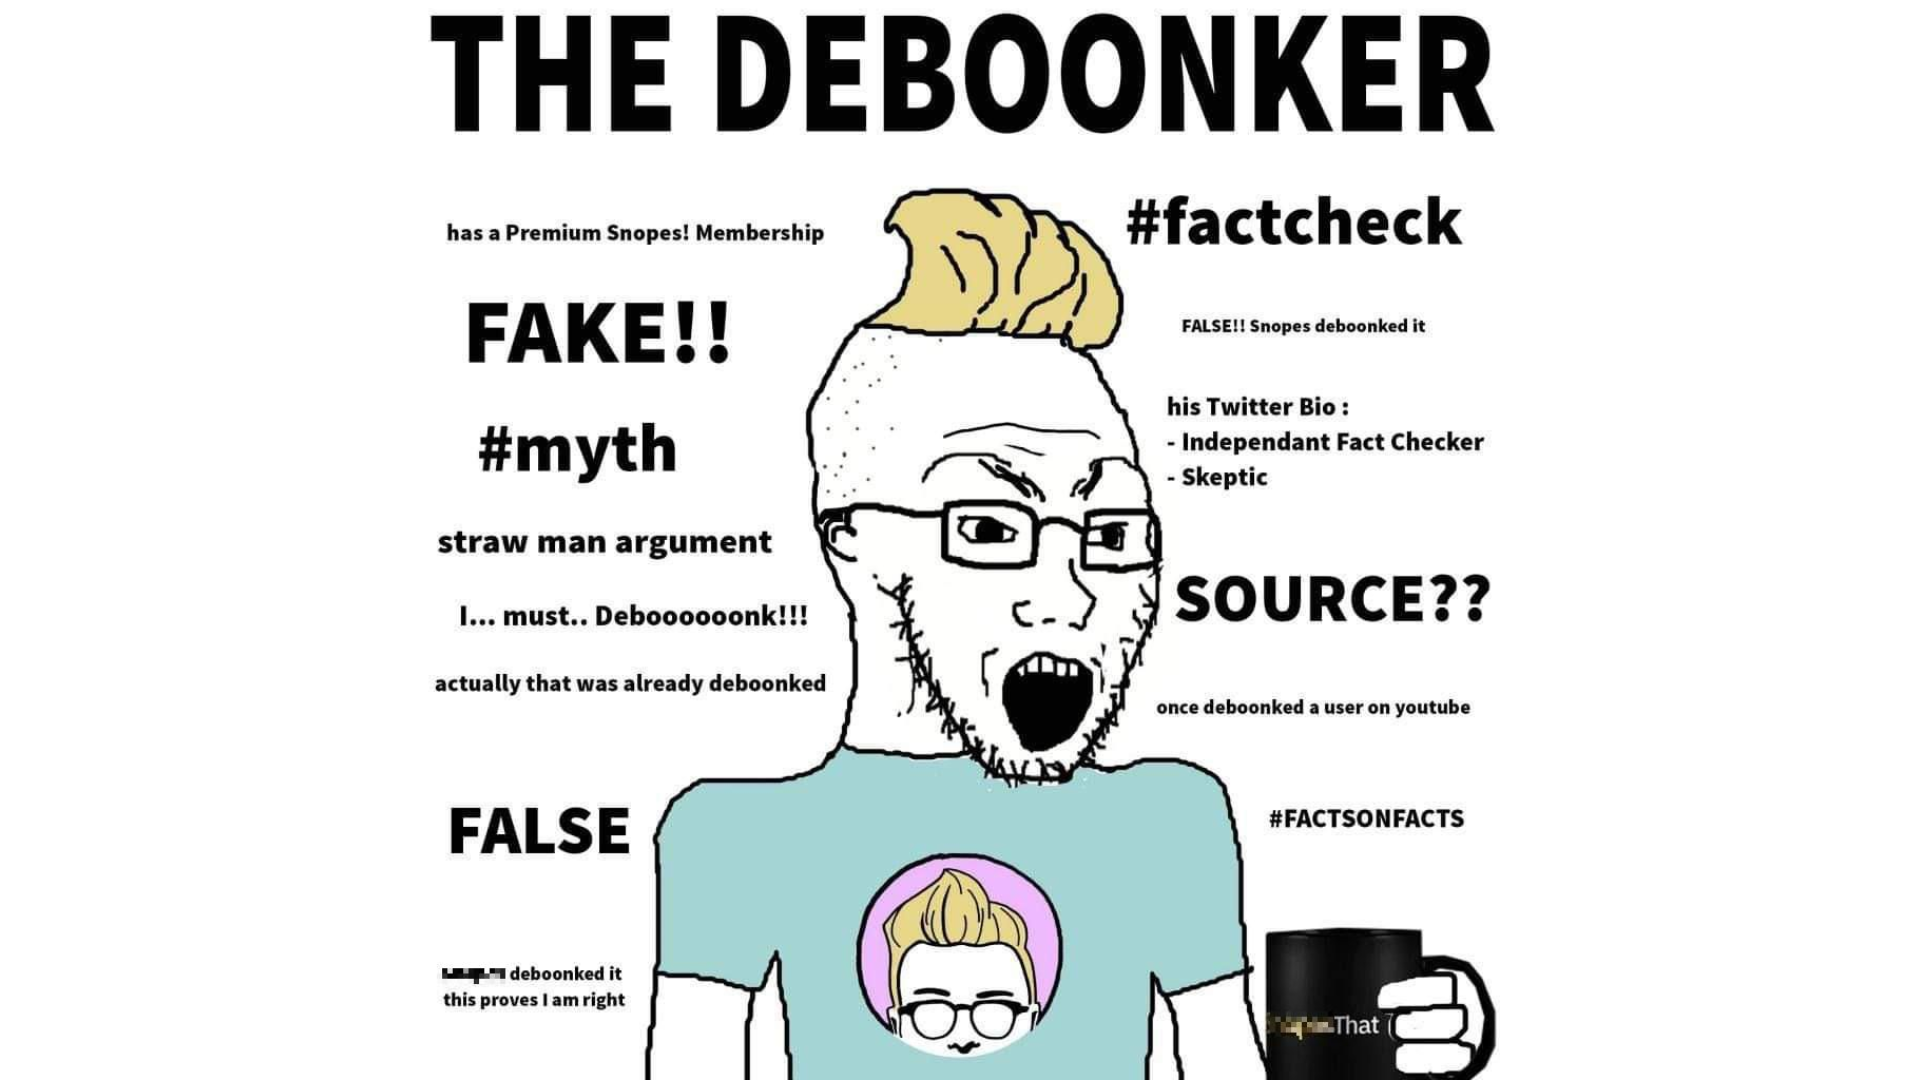 THE DEBOONKER
has a Premium Snopes! Membership
#factcheck
FAKE!!
FALSE!! Snopes deboonked it
#myth
his Twitter Bio :
- Independant Fact Checker
- Skeptic
straw man argument
SOURCE??
I... must.. Debooooooonk!!!
actually that was already deboonked
once deboonked a user on youtube
FALSE
#FACTSONFACTS
deboonked it
this proves I am right
That